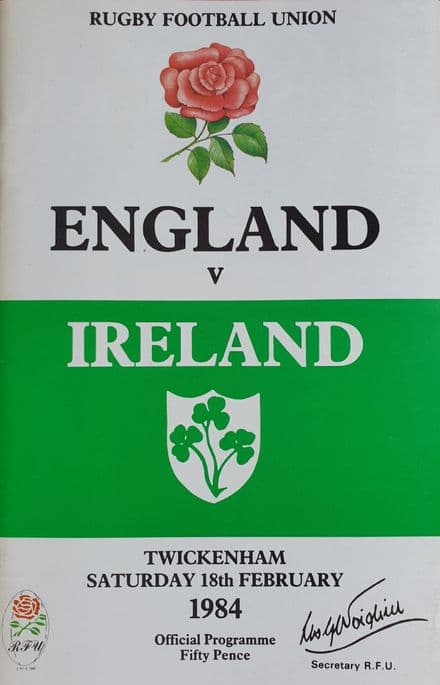 RUGBY FOOTBALL UNION
ENGLAND
v
IRELAND
TWICKENHAM
SATURDAY 18th FEBRUARY
1984
Official Programme
Fifty Pence
Secretary R.F.U.
RFU